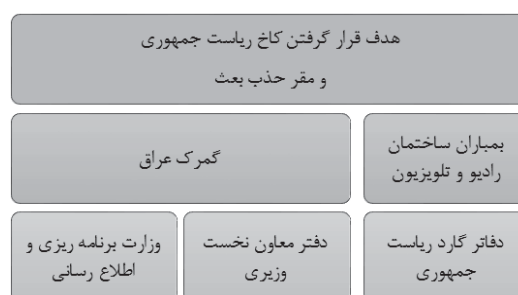 هدف قرار گرفتن کاخ ریاست جمهوری
و مقر حذب بعث
بمباران ساختمان
رادیو و تلویزیون
گمرک عراق
دفاتر گارد ریاست
جمهوری
دفتر معاون نخست
وزیری
وزارت برنامه ریزی و
اطلاع رسانی